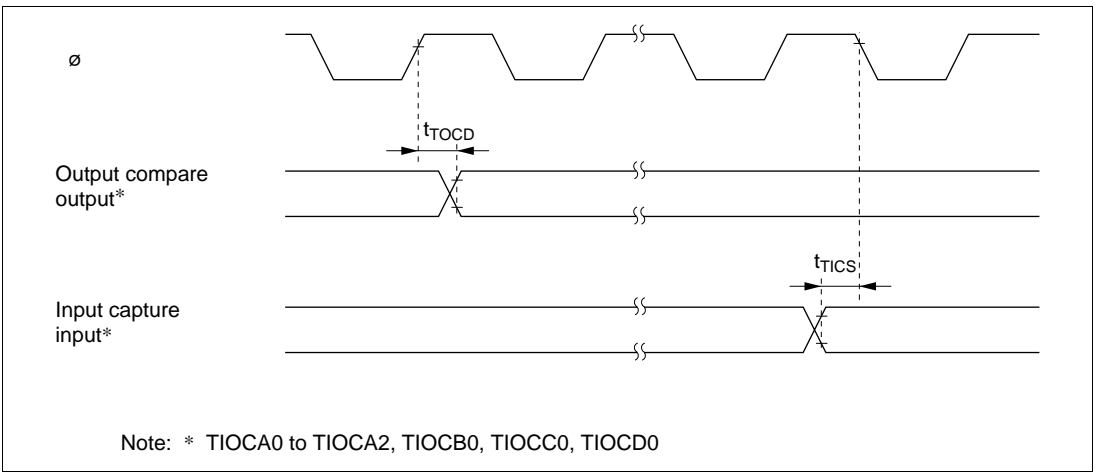 ø
tTOCD
Output compare
output*
tTICS
Input capture
input*
Note: * TIOCA0 to TIOCA2, TIOCB0, TIOCC0, TIOCD0